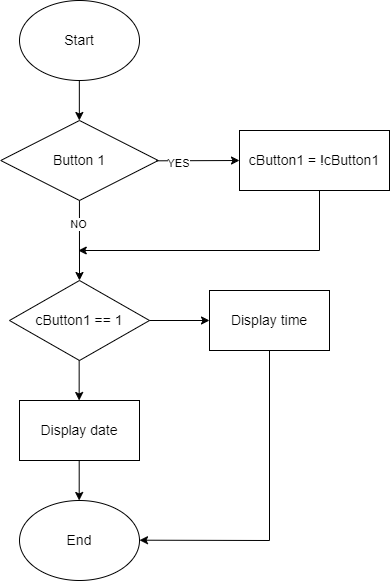 Start
Button 1
YES
cButton1 = !cButton1
NO
cButton1 == 1
Display time
Display date
End